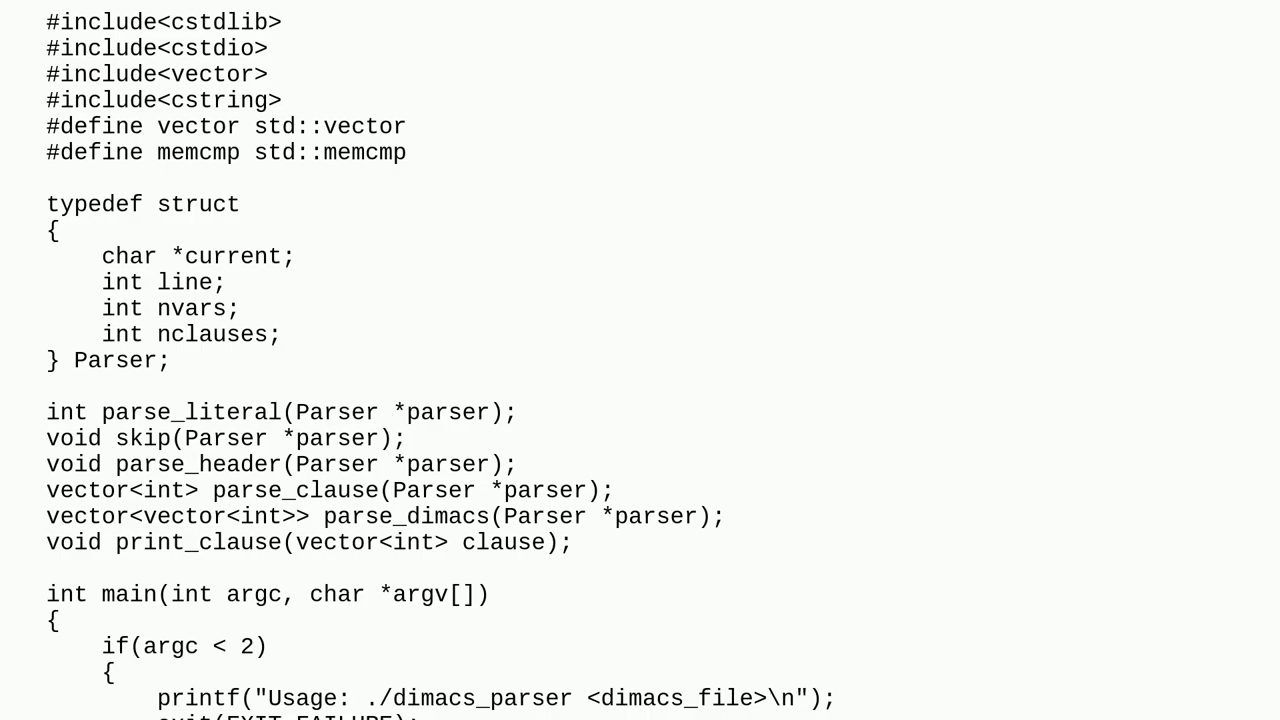 #include<cstdlib>
#include<cstdio>
#include<vector>
#include<cstring>
#define vector std::vector
#define memcmp std::memcmp
typedef struct
{
    char *current;
    int line;
    int nvars;
    int nclauses;
} Parser;
int parse_literal(Parser *parser);
void skip(Parser *parser);
void parse_header(Parser *parser);
vector<int> parse_clause(Parser *parser);
vector<vector<int>> parse_dimacs(Parser *parser);
void print_clause(vector<int> clause);
int main(int argc, char *argv[])
{
    if(argc < 2)
    {
        printf("Usage: ./dimacs_parser <dimacs_file>\n");
        exit(EXIT_FAILURE);